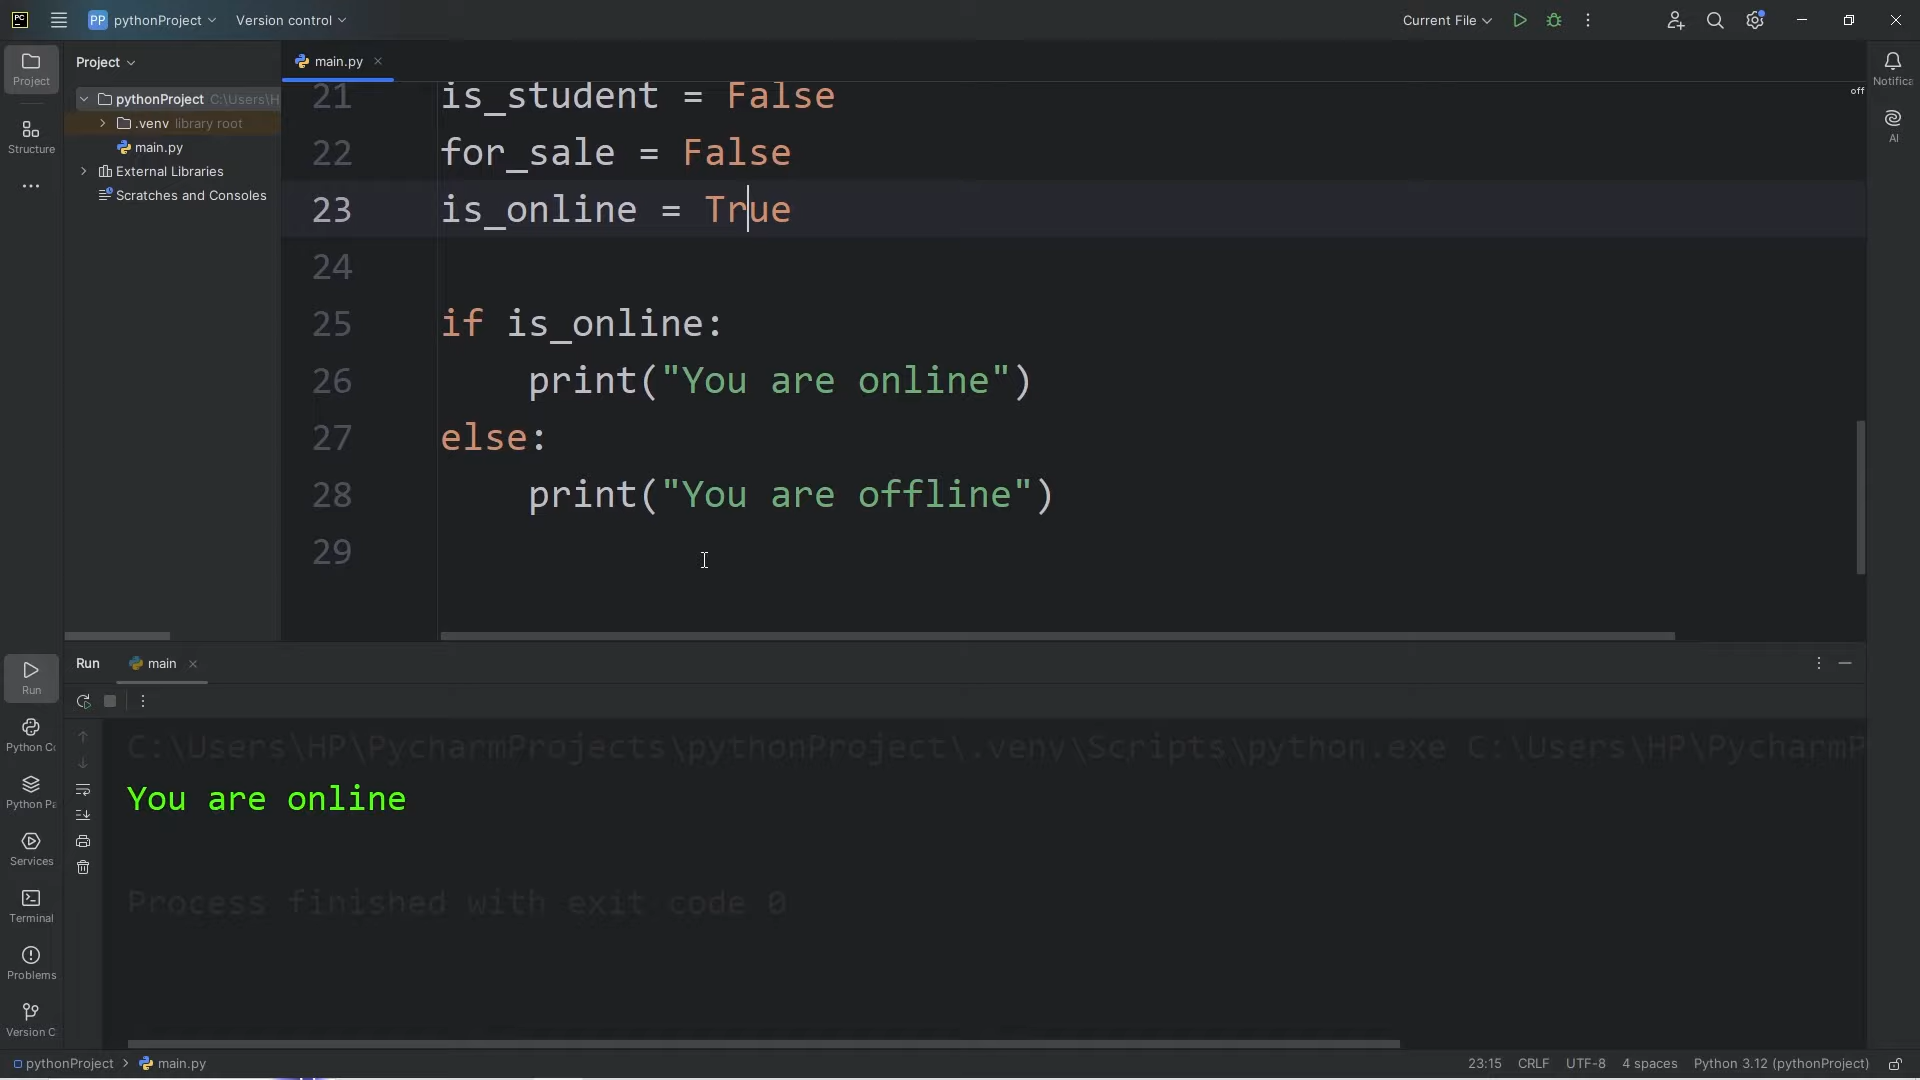 PC
PP pythonProject
Version control
Current File
Project
main.py
Project
pythonProject C:\Users\H
.venv library root
main.py
External Libraries
Scratches and Consoles
Structure
Notifica
AI
off
21 is_student = False
22 for_sale = False
23 is_online = True
24
25 if is_online:
26 print("You are online")
27 else:
28 print("You are offline")
29
Run main
Run
Python Co
Python Pa
Services
Terminal
Problems
Version C
C:\Users\HP\PycharmProjects\pythonProject\.venv\Scripts\python.exe C:\Users\HP\PycharmP
You are online
Process finished with exit code 0
pythonProject > main.py
23:15 CRLF UTF-8 4 spaces Python 3.12 (pythonProject)